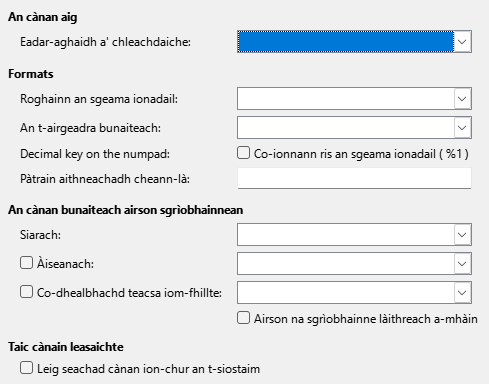 An cànan aig
Eadar-aghaidh a' chleachdaiche:
Formats
Roghainn an sgeama ionadail:
An t-airgeadra bunaiteach:
Decimal key on the numpad:
Co-ionnann ris an sgeama ionadail ( %1 )
Pàtrain aithneachadh cheann-là:
An cànan bunaiteach airson sgrìobhainnean
Siarach:
Àiseanach:
Co-dhealbhachd teacsa iom-fhillte:
Airson na sgrìobhainne làithreach a-mhàin
Taic cànain leasaichte
Leig seachad cànan ion-chur an t-siostaim